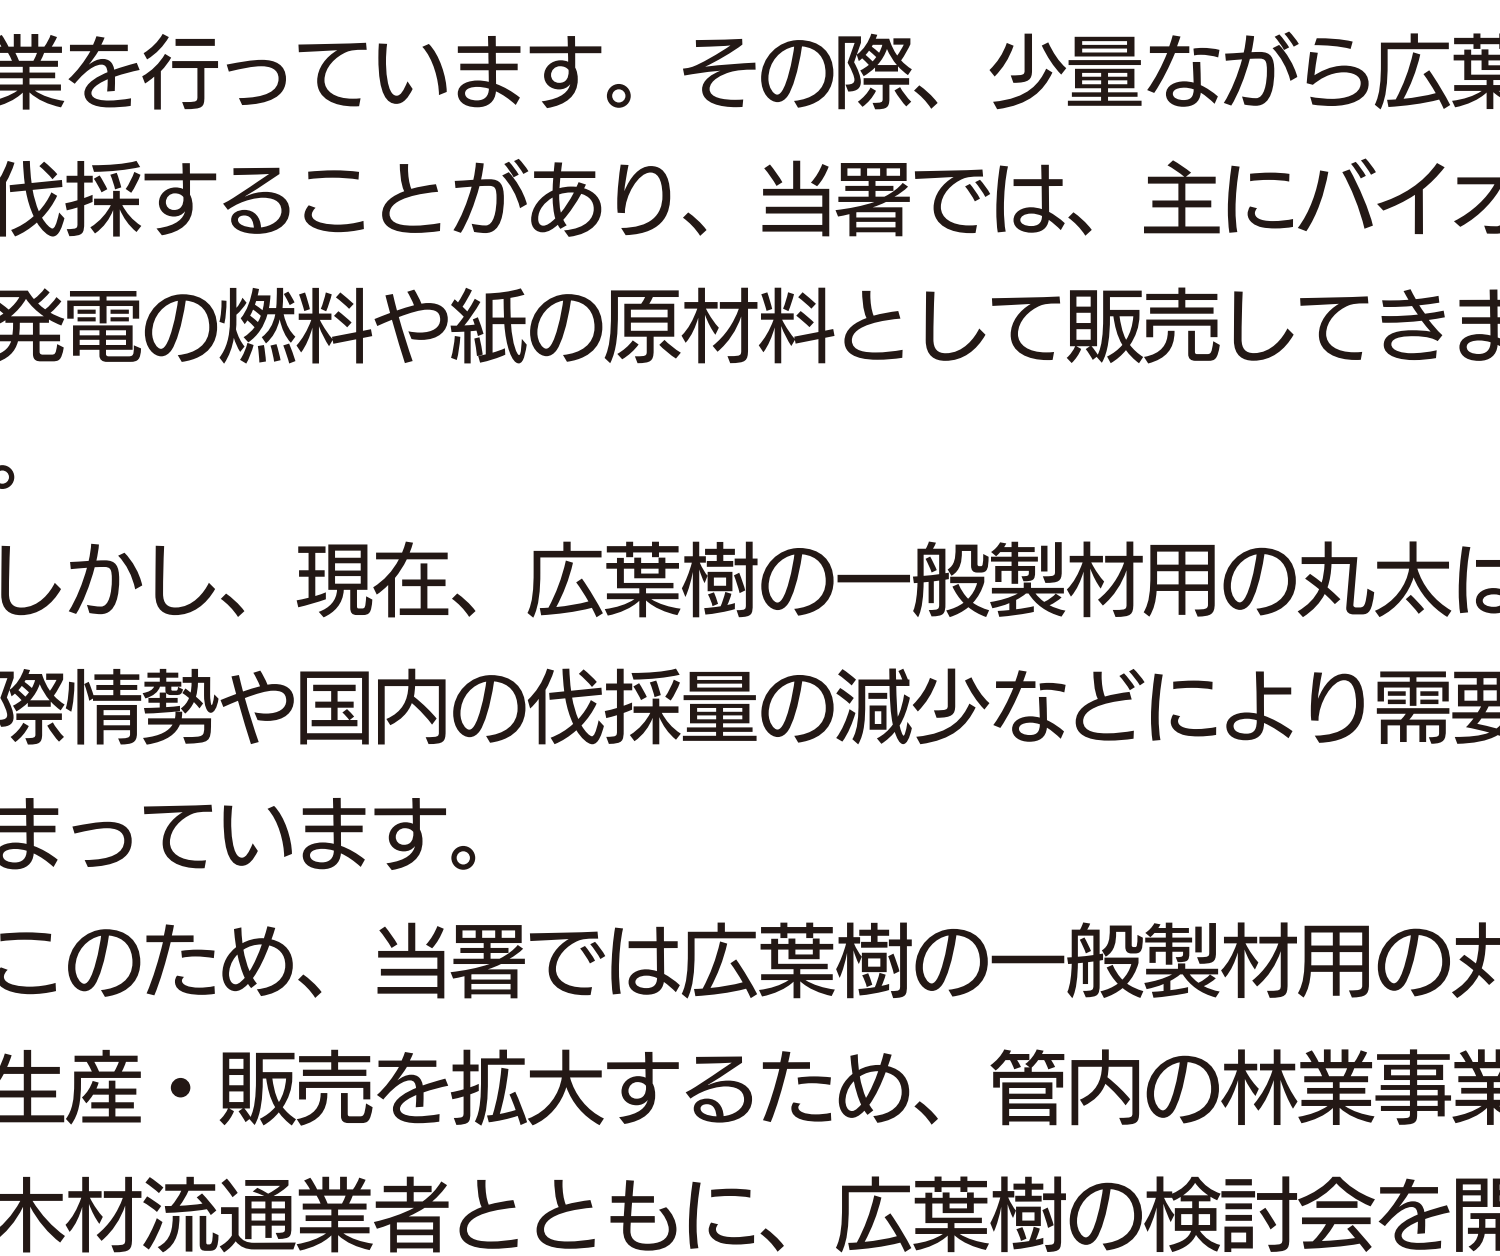 業を行っています。その際、少量ながら広葉
伐採することがあり、当署では、主にバイオ
発電の燃料や紙の原材料として販売してきま
。
しかし、現在、広葉樹の一般製材用の丸太は
際情勢や国内の伐採量の減少などにより需要
まっています。
このため、当署では広葉樹の一般製材用の丸
生産・販売を拡大するため、管内の林業事業
木材流通業者とともに、広葉樹の検討会を開